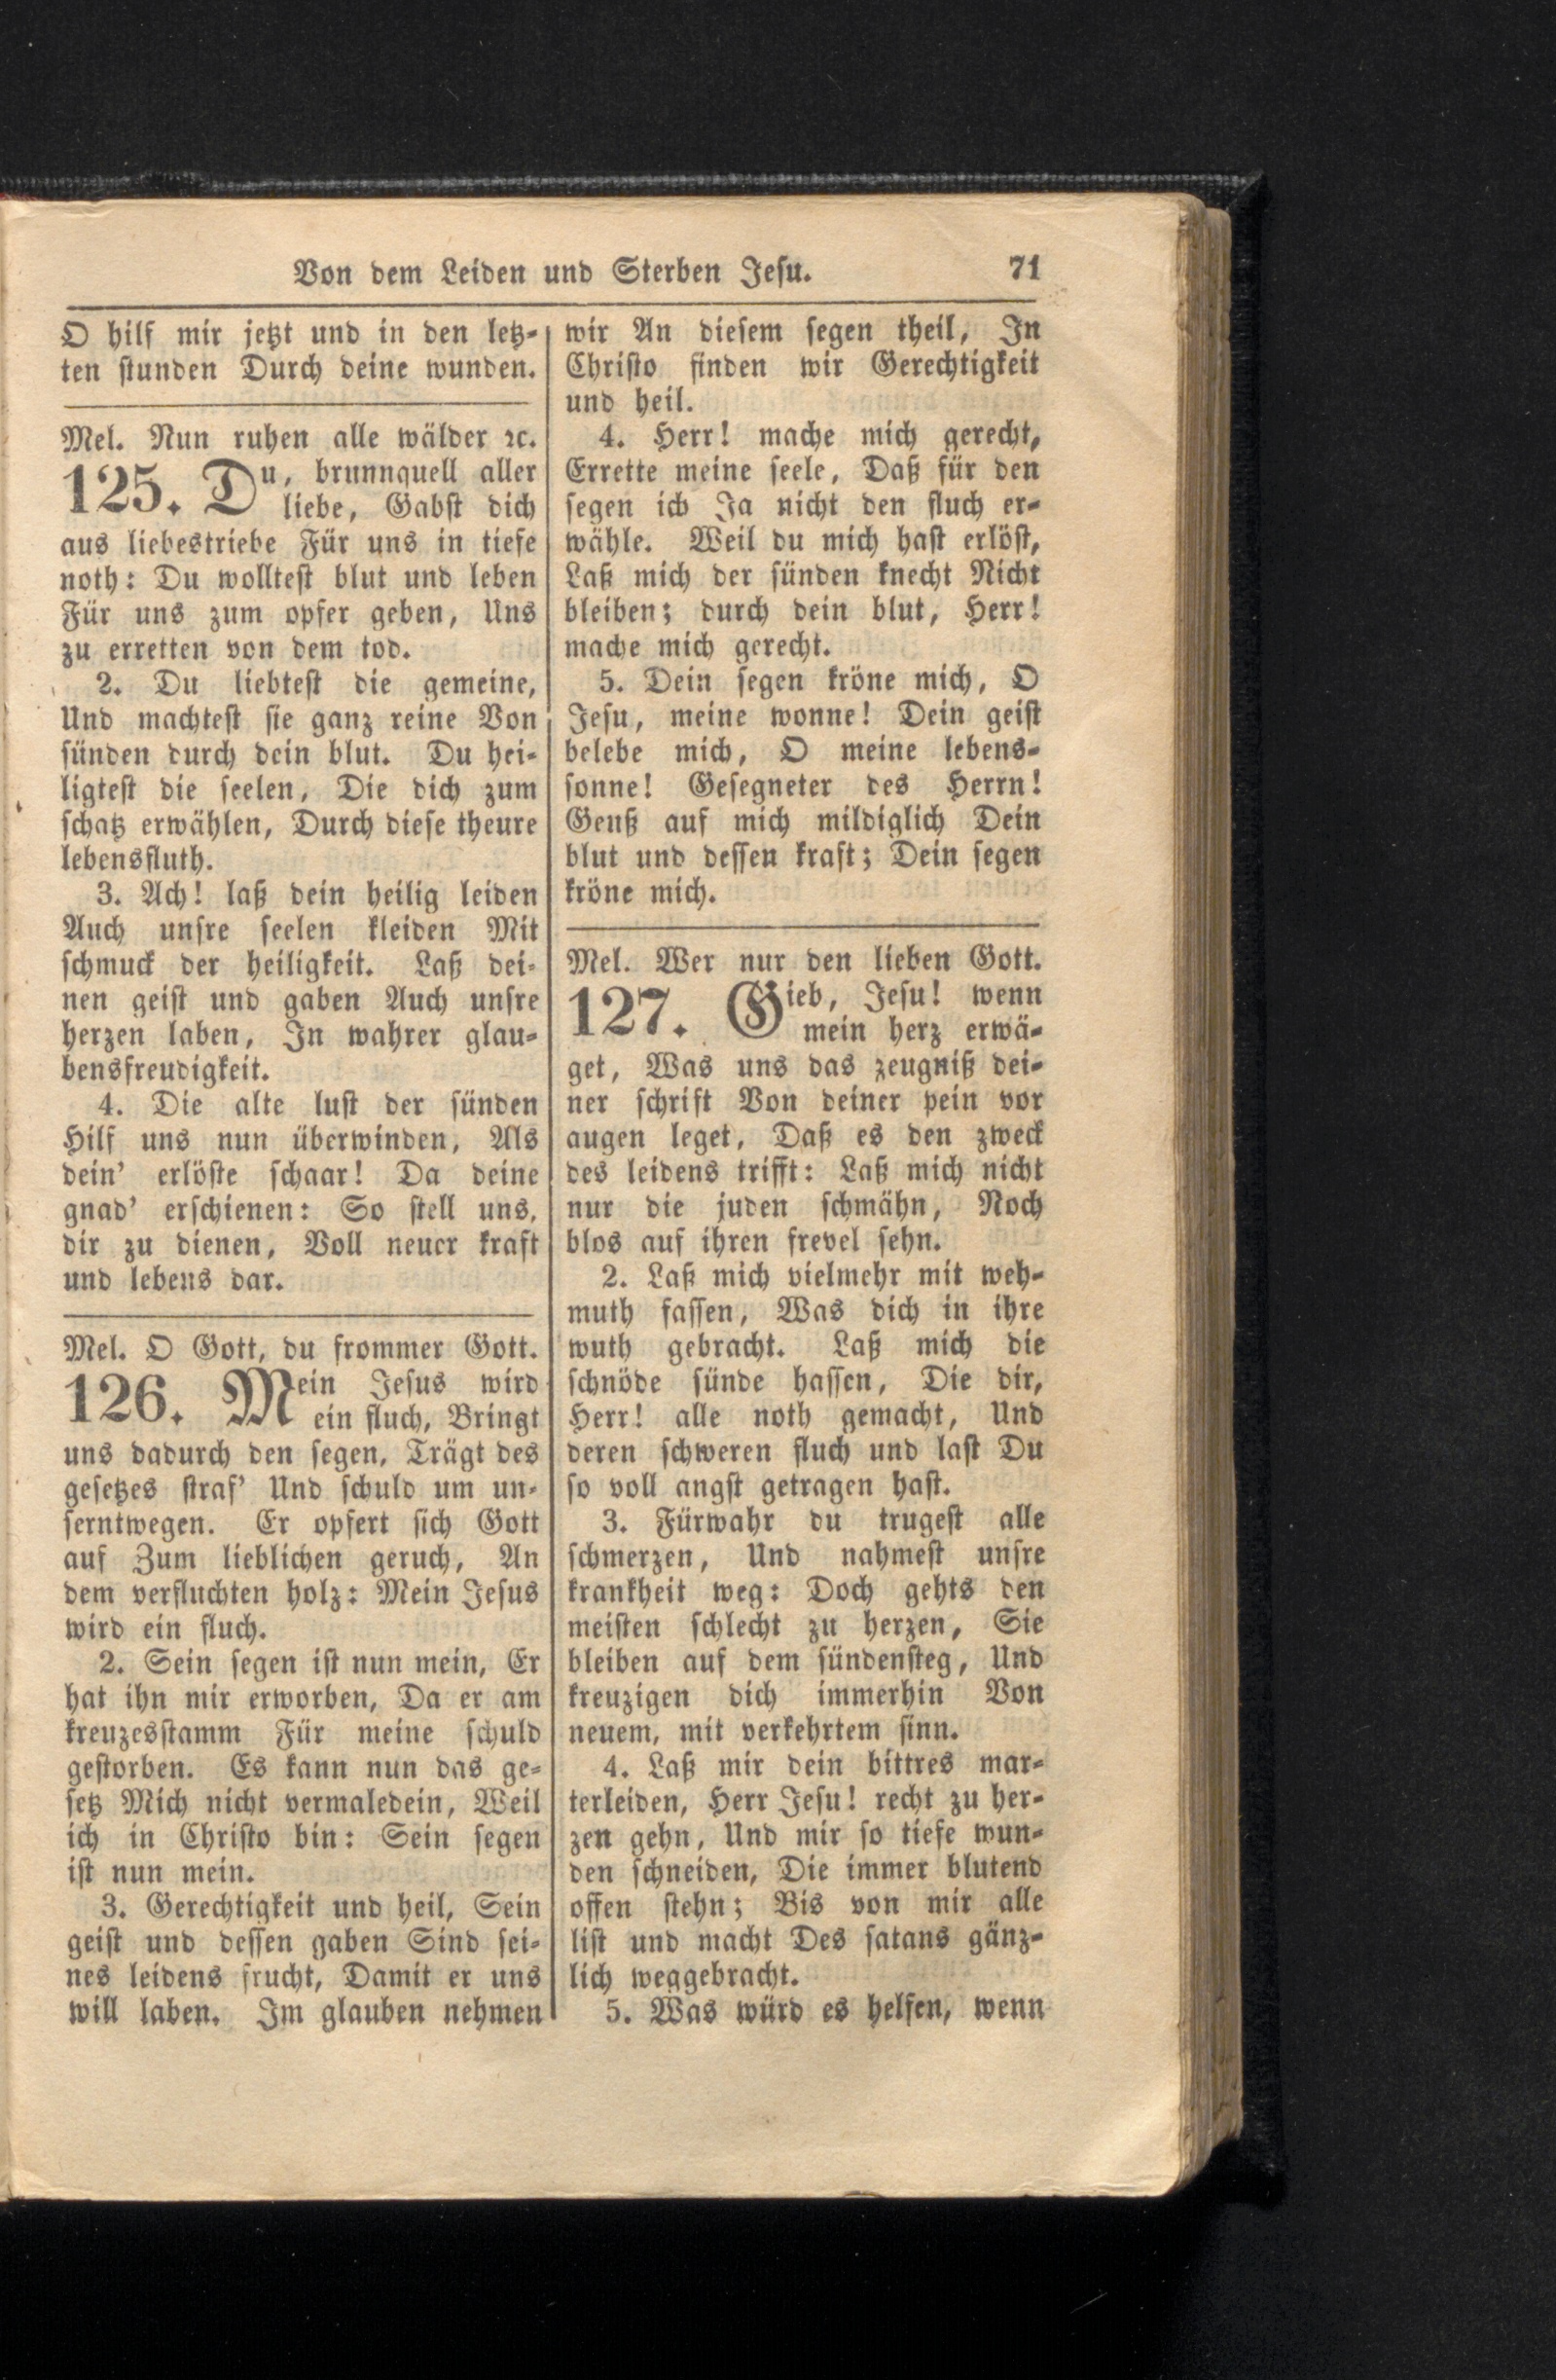 Von dem Leiden und Sterben Jesu. 71
O hilf mir jetzt und in den letz-
ten stunden Durch deine wunden.
Mel. Nun ruhen alle wälder ꝛc.
125. Du, brunnquell aller
liebe, Gabst dich
aus liebestriebe Für uns in tiefe
noth: Du wolltest blut und leben
Für uns zum opfer geben, Uns
zu erretten von dem tod.
2. Du liebtest die gemeine,
Und machtest sie ganz reine Von
sünden durch dein blut. Du hei-
ligtest die seelen, Die dich zum
schatz erwählen, Durch diese theure
lebensfluth.
3. Ach! laß dein heilig leiden
Auch unsre seelen kleiden Mit
schmuck der heiligkeit. Laß dei-
nen geist und gaben Auch unsre
herzen laben, In wahrer glau-
bensfreudigkeit.
4. Die alte lust der sünden
Hilf uns nun überwinden, Als
dein’ erlöste schaar! Da deine
gnad’ erschienen: So stell uns,
dir zu dienen, Voll neuer kraft
und lebens dar.
Mel. O Gott, du frommer Gott.
126. Mein Jesus wird
ein fluch, Bringt
uns dadurch den segen, Trägt des
gesetzes straf’ Und schuld um un-
serntwegen. Er opfert sich Gott
auf Zum lieblichen geruch, An
dem verfluchten holz: Mein Jesus
wird ein fluch.
2. Sein segen ist nun mein, Er
hat ihn mir erworben, Da er am
kreuzesstamm Für meine schuld
gestorben. Es kann nun das ge-
setz Mich nicht vermaledein, Weil
ich in Christo bin: Sein segen
ist nun mein.
3. Gerechtigkeit und heil, Sein
geist und dessen gaben Sind sei-
nes leidens frucht, Damit er uns
will laben. Im glauben nehmen
wir An diesem segen theil, In
Christo finden wir Gerechtigkeit
und heil.
4. Herr! mache mich gerecht,
Errette meine seele, Daß für den
segen ich Ja nicht den fluch er-
wähle. Weil du mich hast erlöst,
Laß mich der sünden knecht Nicht
bleiben; durch dein blut, Herr!
mache mich gerecht.
5. Dein segen kröne mich, O
Jesu, meine wonne! Dein geist
belebe mich, O meine lebens-
sonne! Gesegneter des Herrn!
Geuß auf mich mildiglich Dein
blut und dessen kraft; Dein segen
kröne mich.
Mel. Wer nur den lieben Gott.
127. Gieb, Jesu! wenn
mein herz erwä-
get, Was uns das zeugniß dei-
ner schrift Von deiner pein vor
augen leget, Daß es den zweck
des leidens trifft: Laß mich nicht
nur die juden schmähn, Noch
blos auf ihren frevel sehn.
2. Laß mich vielmehr mit weh-
muth fassen, Was dich in ihre
wuth gebracht. Laß mich die
schnöde sünde hassen, Die dir,
Herr! alle noth gemacht, Und
deren schweren fluch und last Du
so voll angst getragen hast.
3. Fürwahr du trugest alle
schmerzen, Und nahmest unsre
krankheit weg: Doch gehts den
meisten schlecht zu herzen, Sie
bleiben auf dem sündensteg, Und
kreuzigen dich immerhin Von
neuem, mit verkehrtem sinn.
4. Laß mir dein bittres mar-
terleiden, Herr Jesu! recht zu her-
zen gehn, Und mir so tiefe wun-
den schneiden, Die immer blutend
offen stehn; Bis von mir alle
list und macht Des satans gänz-
lich weggebracht.
5. Was würd es helfen, wenn